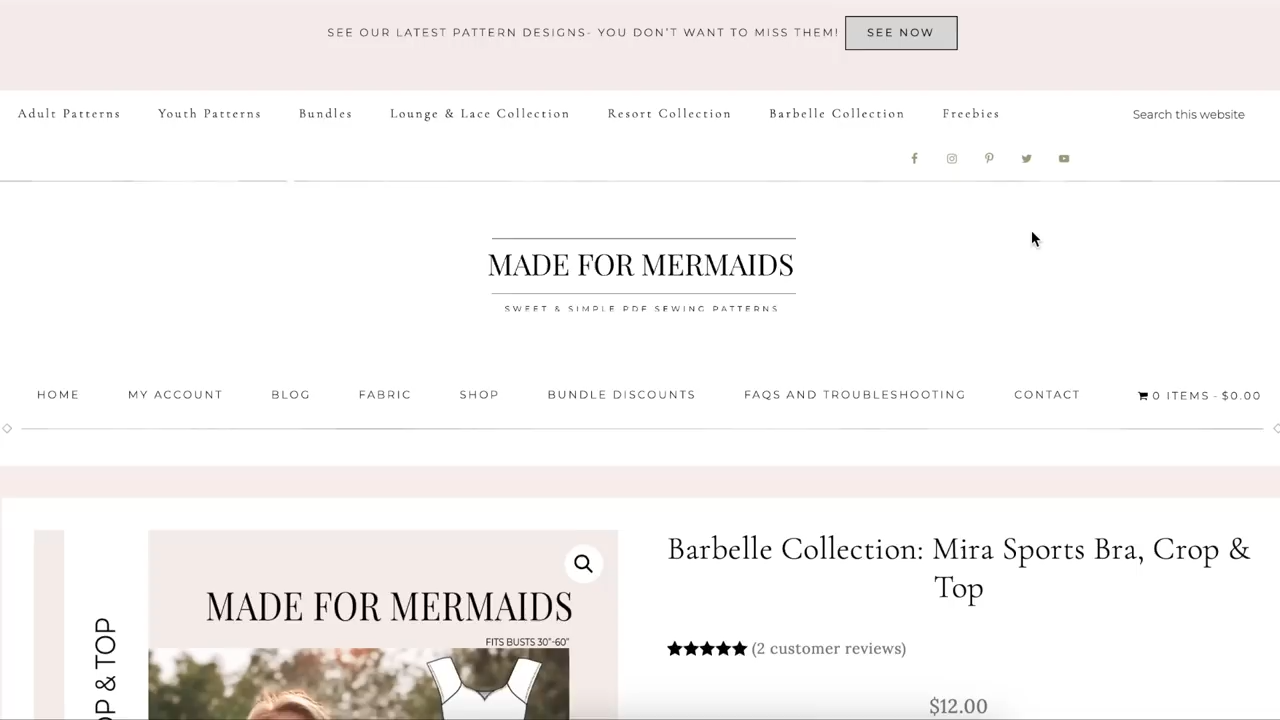 SEE OUR LATEST PATTERN DESIGNS- YOU DON'T WANT TO MISS THEM! SEE NOW
Adult Patterns Youth Patterns Bundles Lounge & Lace Collection Resort Collection Barbelle Collection Freebies Search this website
MADE FOR MERMAIDS
SWEET & SIMPLE PDF SEWING PATTERNS
HOME MY ACCOUNT BLOG FABRIC SHOP BUNDLE DISCOUNTS FAQS AND TROUBLESHOOTING CONTACT 0 ITEMS - $0.00
Barbelle Collection: Mira Sports Bra, Crop &
Top
MADE FOR MERMAIDS
FITS BUSTS 30"-60"
OP & TOP
(2 customer reviews)
$12.00